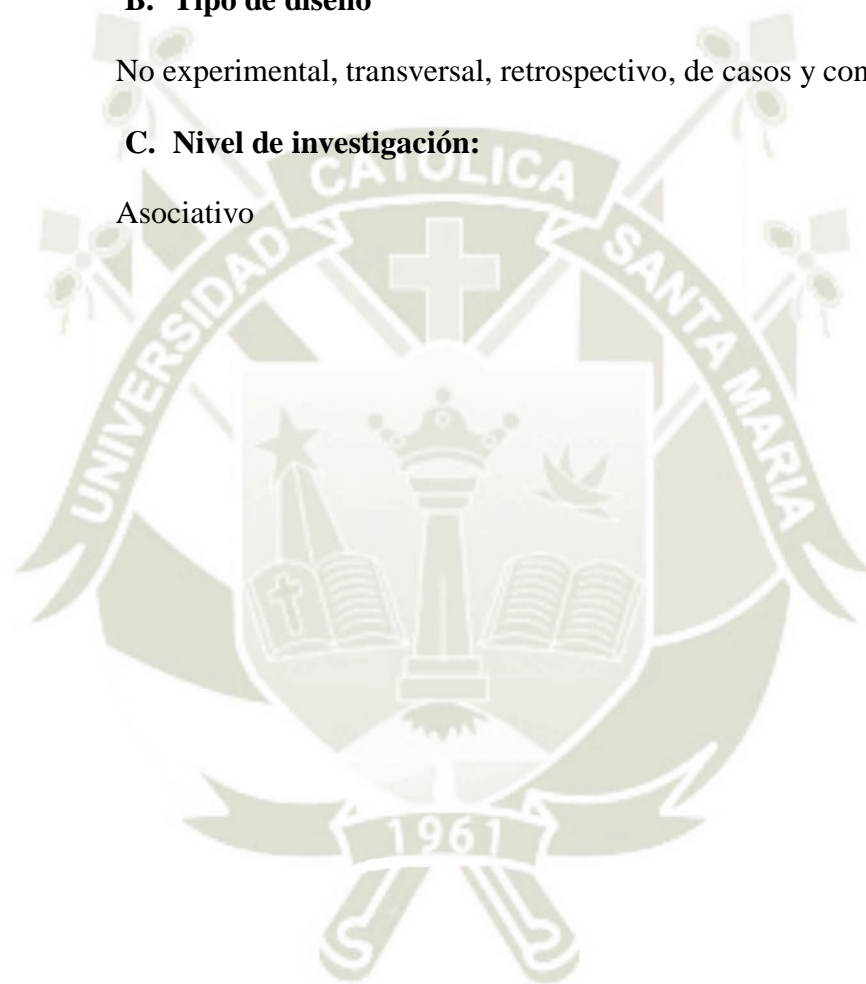 B. Tipo de diseño
No experimental, transversal, retrospectivo, de casos y con
C. Nivel de investigación:
Asociativo
UNIVERSIDAD CATOLICA SANTA MARIA
1961